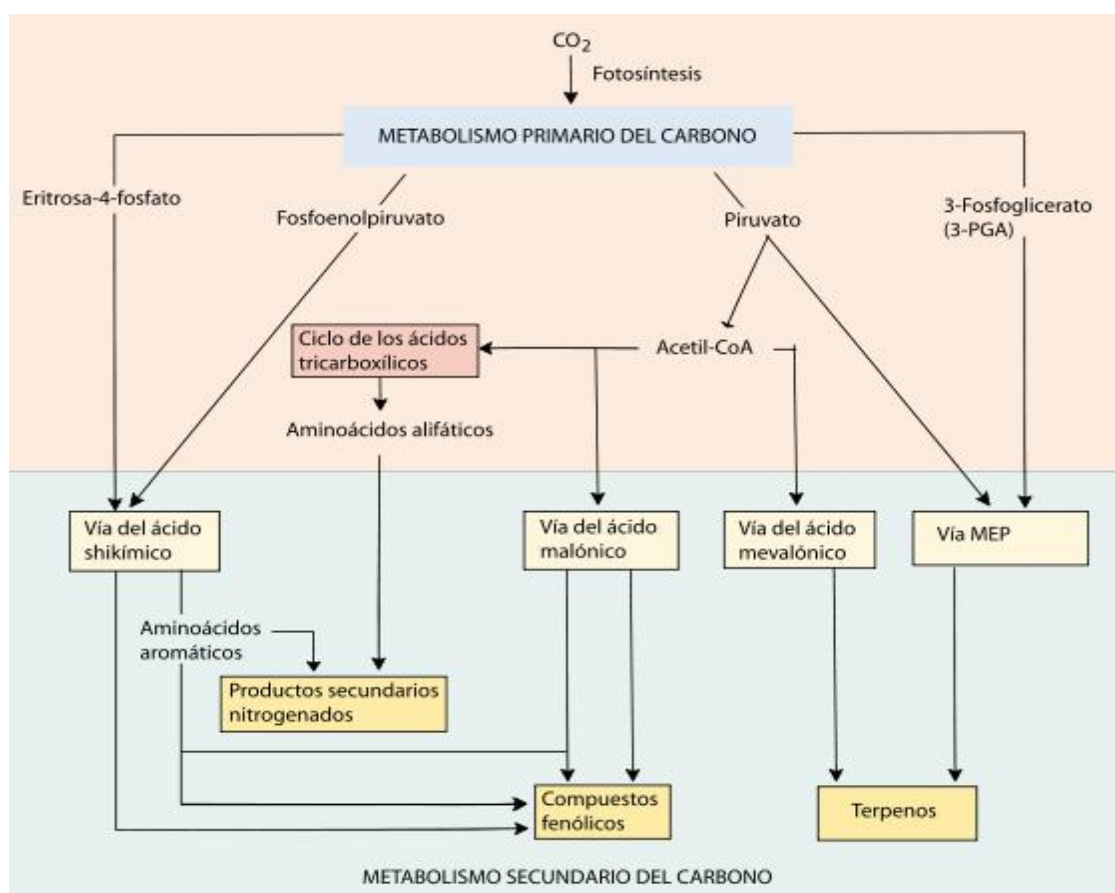 CO2
Fotosíntesis
METABOLISMO PRIMARIO DEL CARBONO
Eritrosa-4-fosfato
Fosfoenolpiruvato
Piruvato
3-Fosfoglicerato
(3-PGA)
Ciclo de los ácidos
tricarboxílicos
Acetil-CoA
Aminoácidos alifáticos
Vía del ácido
shikímico
Vía del ácido
malónico
Vía del ácido
mevalónico
Vía MEP
Aminoácidos
aromáticos
Productos secundarios
nitrogenados
Compuestos
fenólicos
Terpenos
METABOLISMO SECUNDARIO DEL CARBONO